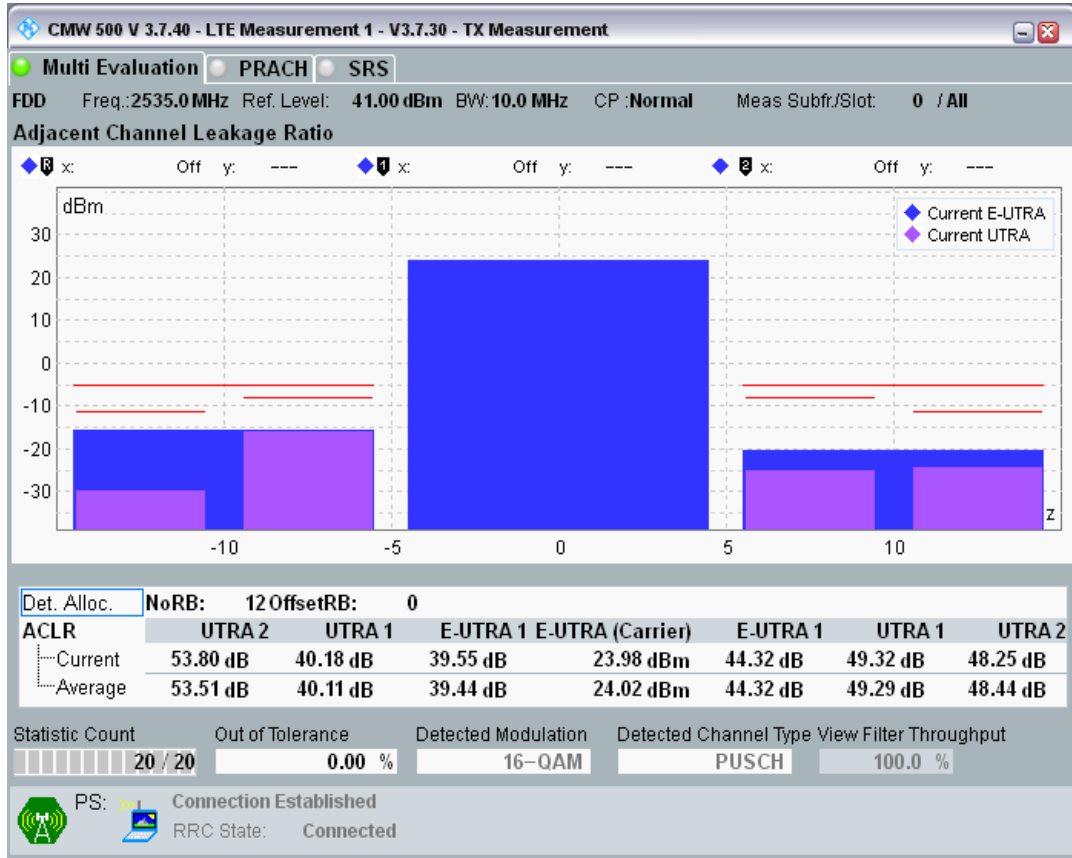 CMW 500 V 3.7.40 - LTE Measurement 1 - V3.7.30 - TX Measurement
Multi Evaluation PRACH SRS
FDD Freq.:2535.0 MHz Ref. Level: 41.00 dBm BW:10.0 MHz CP :Normal Meas Subfr./Slot: 0 / All
Adjacent Channel Leakage Ratio
R x: Off y: --- 1 x: Off y: --- 2 x: Off y: ---
dBm
Current E-UTRA
Current UTRA
30
20
10
0
-10
-20
-30
z
-10 -5 0 5 10
Det. Alloc. NoRB: 12 OffsetRB: 0
ACLR UTRA 2 UTRA 1 E-UTRA 1 E-UTRA (Carrier) E-UTRA 1 UTRA 1 UTRA 2
Current 53.80 dB 40.18 dB 39.55 dB 23.98 dBm 44.32 dB 49.32 dB 48.25 dB
Average 53.51 dB 40.11 dB 39.44 dB 24.02 dBm 44.32 dB 49.29 dB 48.44 dB
Statistic Count Out of Tolerance Detected Modulation Detected Channel Type View Filter Throughput
20 / 20 0.00 % 16-QAM PUSCH 100.0 %
PS: Connection Established
RRC State: Connected